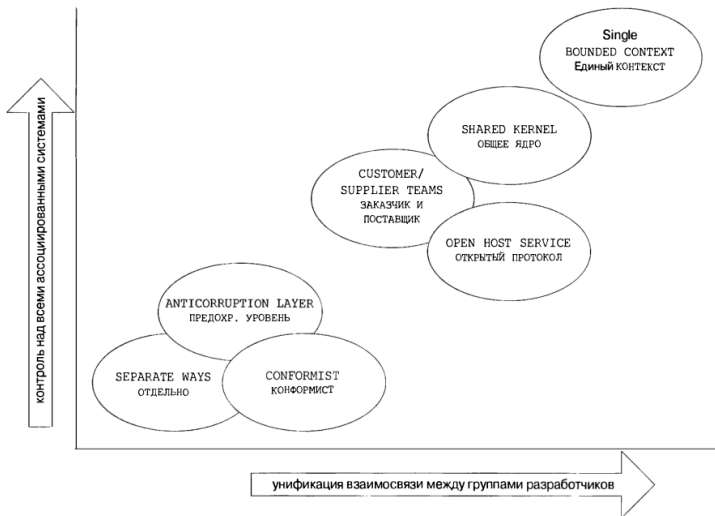 Single
BOUNDED CONTEXT
Единый КОНТЕКСТ
SHARED KERNEL
ОБЩЕЕ ЯДРО
CUSTOMER/
SUPPLIER TEAMS
ЗАКАЗЧИК И
ПОСТАВЩИК
OPEN HOST SERVICE
ОТКРЫТЫЙ ПРОТОКОЛ
ANTICORRUPTION LAYER
ПРЕДОХР. УРОВЕНЬ
SEPARATE WAYS
ОТДЕЛЬНО
CONFORMIST
КОНФОРМИСТ
контроль над всеми ассоциированными системами
унификация взаимосвязи между группами разработчиков